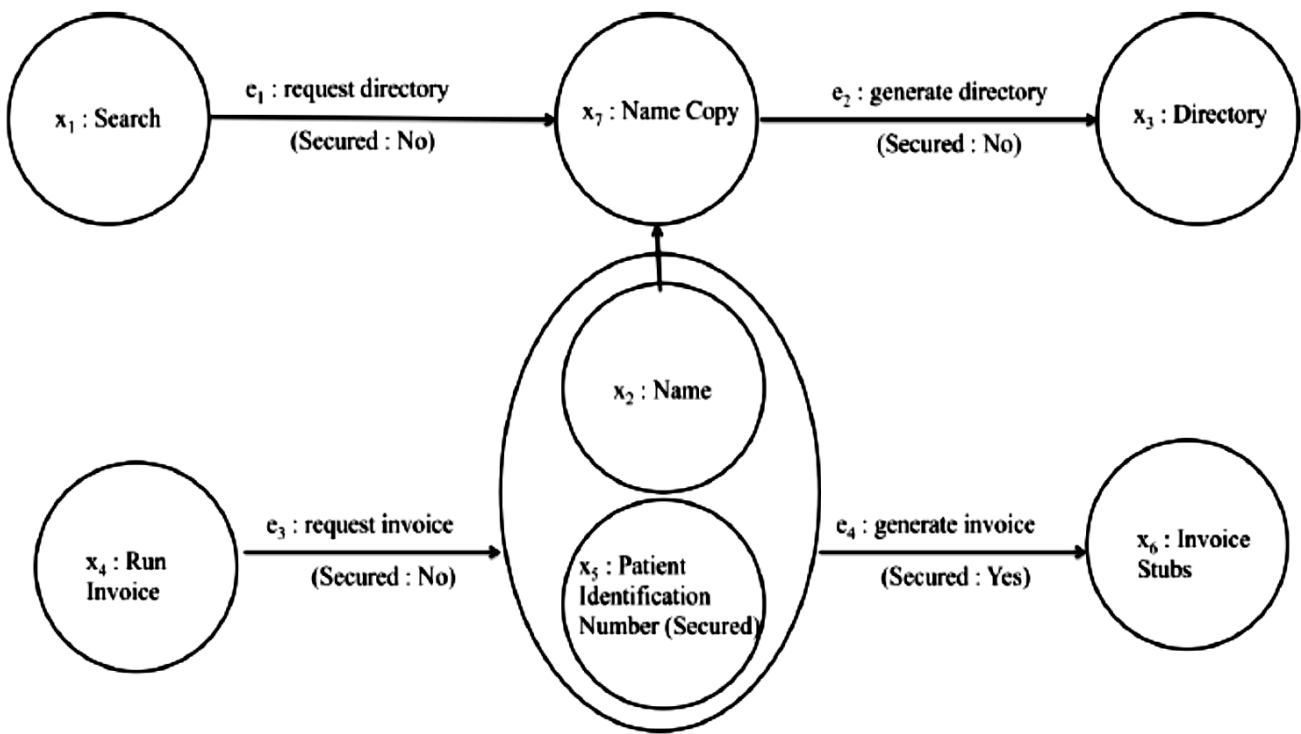 x₁ : Search
e₁ : request directory
(Secured : No)
x₇ : Name Copy
e₂ : generate directory
(Secured : No)
x₃ : Directory
x₂ : Name
x₄ : Run
Invoice
e₃ : request invoice
(Secured : No)
x₅ : Patient
Identification
Number (Secured)
e₄ : generate invoice
(Secured : Yes)
x₆ : Invoice
Stubs